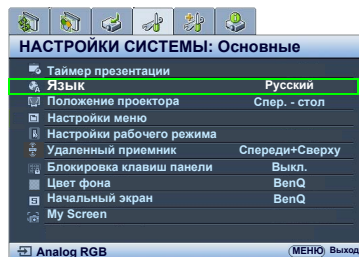 НАСТРОЙКИ СИСТЕМЫ: Основные
Таймер презентации
Язык Русский
Положение проектора Спер. - стол
Настройки меню
Настройки рабочего режима
Удаленный приемник Спереди+Сверху
Блокировка клавиш панели Выкл.
Цвет фона BenQ
Начальный экран BenQ
My Screen
Analog RGB МЕНЮ Выход